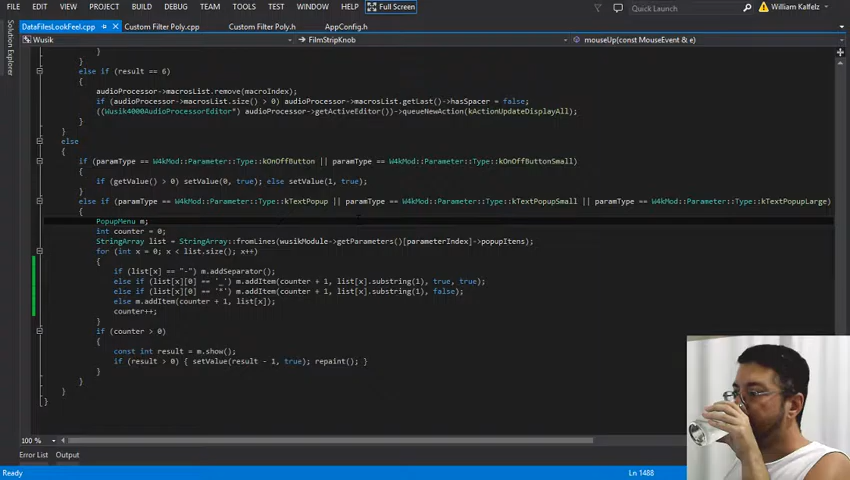 FILE EDIT VIEW PROJECT BUILD DEBUG TEAM TOOLS TEST WINDOW HELP Full Screen Quick Launch William Kalfelz
DataFilesLookFeel.cpp Custom Filter Poly.cpp Custom Filter Poly.h AppConfig.h
Solution Explorer
Wusik FilmStripKnob mouseUp(const MouseEvent & e)
}
}
else if (result == 6)
{
audioProcessor->macrosList.remove(macroIndex);
if (audioProcessor->macrosList.size() > 0) audioProcessor->macrosList.getLast()->hasSpacer = false;
((Wusik4000AudioProcessorEditor*) audioProcessor->getActiveEditor())->queueNewAction(kActionUpdateDisplayAll);
}
}
else
{
if (paramType == W4kMod::Parameter::Type::kOnOffButton || paramType == W4kMod::Parameter::Type::kOnOffButtonSmall)
{
if (getValue() > 0) setValue(0, true); else setValue(1, true);
}
else if (paramType == W4kMod::Parameter::Type::kTextPopup || paramType == W4kMod::Parameter::Type::kTextPopupSmall || paramType == W4kMod::Parameter::Type::kTextPopupLarge)
{
PopupMenu m;
int counter = 0;
StringArray list = StringArray::fromLines(wusikModule->getParameters()[parameterIndex]->popupItens);
for (int x = 0; x < list.size(); x++)
{
if (list[x] == "-") m.addSeparator();
else if (list[x][0] == '_') m.addItem(counter + 1, list[x].substring(1), true, true);
else if (list[x][0] == '*') m.addItem(counter + 1, list[x].substring(1), false);
else m.addItem(counter + 1, list[x]);
counter++;
}
if (counter > 0)
{
const int result = m.show();
if (result > 0) { setValue(result - 1, true); repaint(); }
}
}
}
}
100 %
Error List Output
Ready Ln 1488